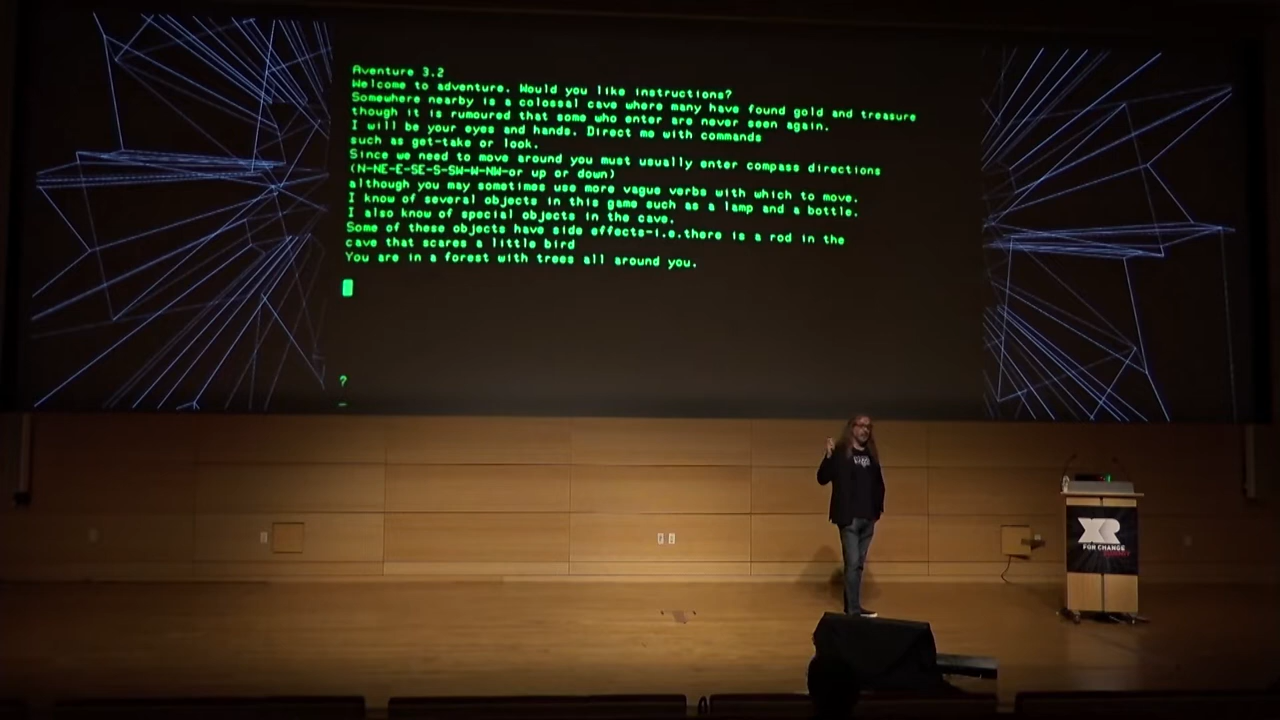 Aventure 3.2
Welcome to adventure. Would you like instructions?
Somewhere nearby is a colossal cave where many have found gold and treasure
though it is rumoured that some who enter are never seen again.
I will be your eyes and hands. Direct me with commands
such as get-take or look.
Since we need to move around you must usually enter compass directions
(N-NE-E-SE-S-SW-W-NW-or up or down)
although you may sometimes use more vague verbs with which to move.
I know of several objects in this game such as a lamp and a bottle.
I also know of special objects in the cave.
Some of these objects have side effects-i.e.there is a rod in the
cave that scares a little bird
You are in a forest with trees all around you.
?
XR
FOR CHANGE